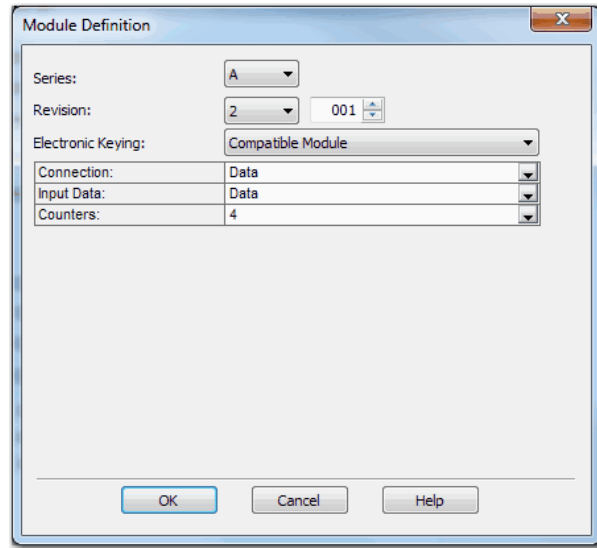 Module Definition
Series: A
Revision: 2 001
Electronic Keying: Compatible Module
Connection: Data
Input Data: Data
Counters: 4
OK Cancel Help